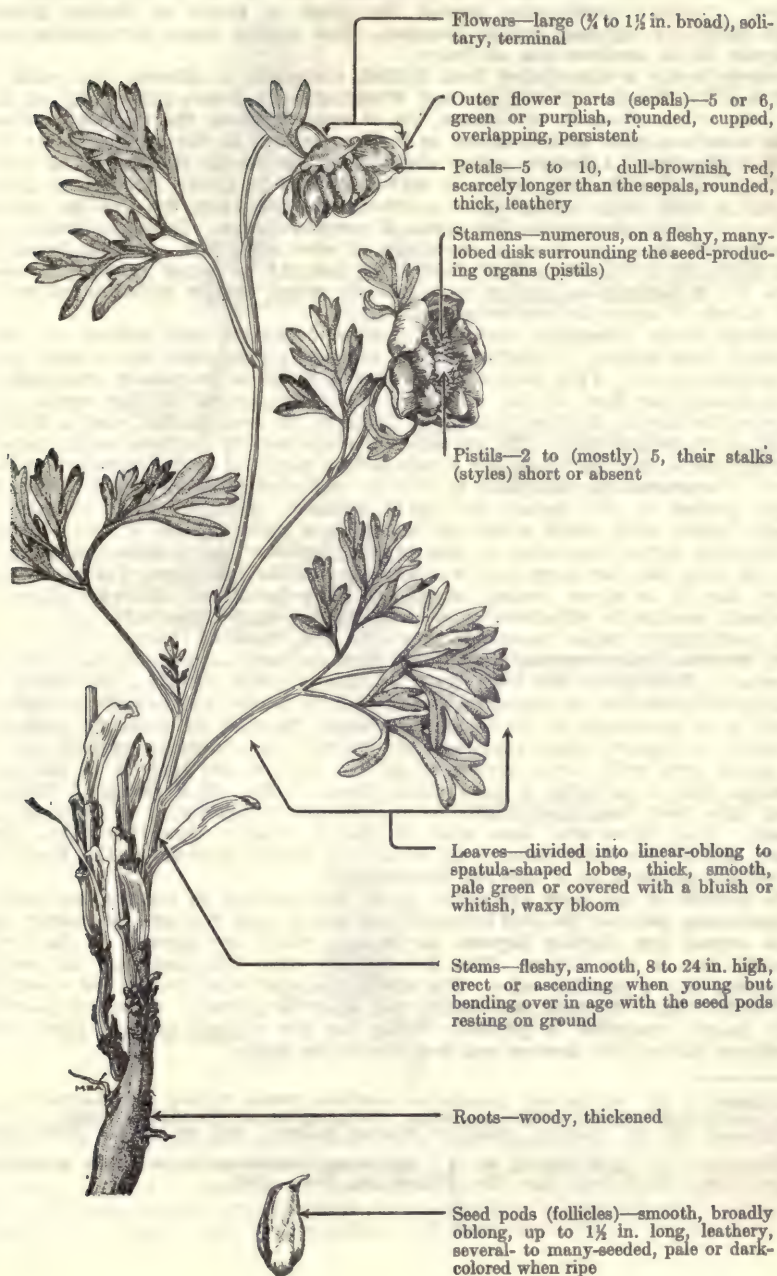 Flowers—large (¾ to 1½ in. broad), soli-
tary, terminal
Outer flower parts (sepals)—5 or 6,
green or purplish, rounded, cupped,
overlapping, persistent
Petals—5 to 10, dull-brownish, red,
scarcely longer than the sepals, rounded,
thick, leathery
Stamens—numerous, on a fleshy, many-
lobed disk surrounding the seed-produc-
ing organs (pistils)
Pistils—2 to (mostly) 5, their stalks
(styles) short or absent
Leaves—divided into linear-oblong to
spatula-shaped lobes, thick, smooth,
pale green or covered with a bluish or
whitish, waxy bloom
Stems—fleshy, smooth, 8 to 24 in. high,
erect or ascending when young but
bending over in age with the seed pods
resting on ground
Roots—woody, thickened
Seed pods (follicles)—smooth, broadly
oblong, up to 1½ in. long, leathery,
several- to many-seeded, pale or dark-
colored when ripe